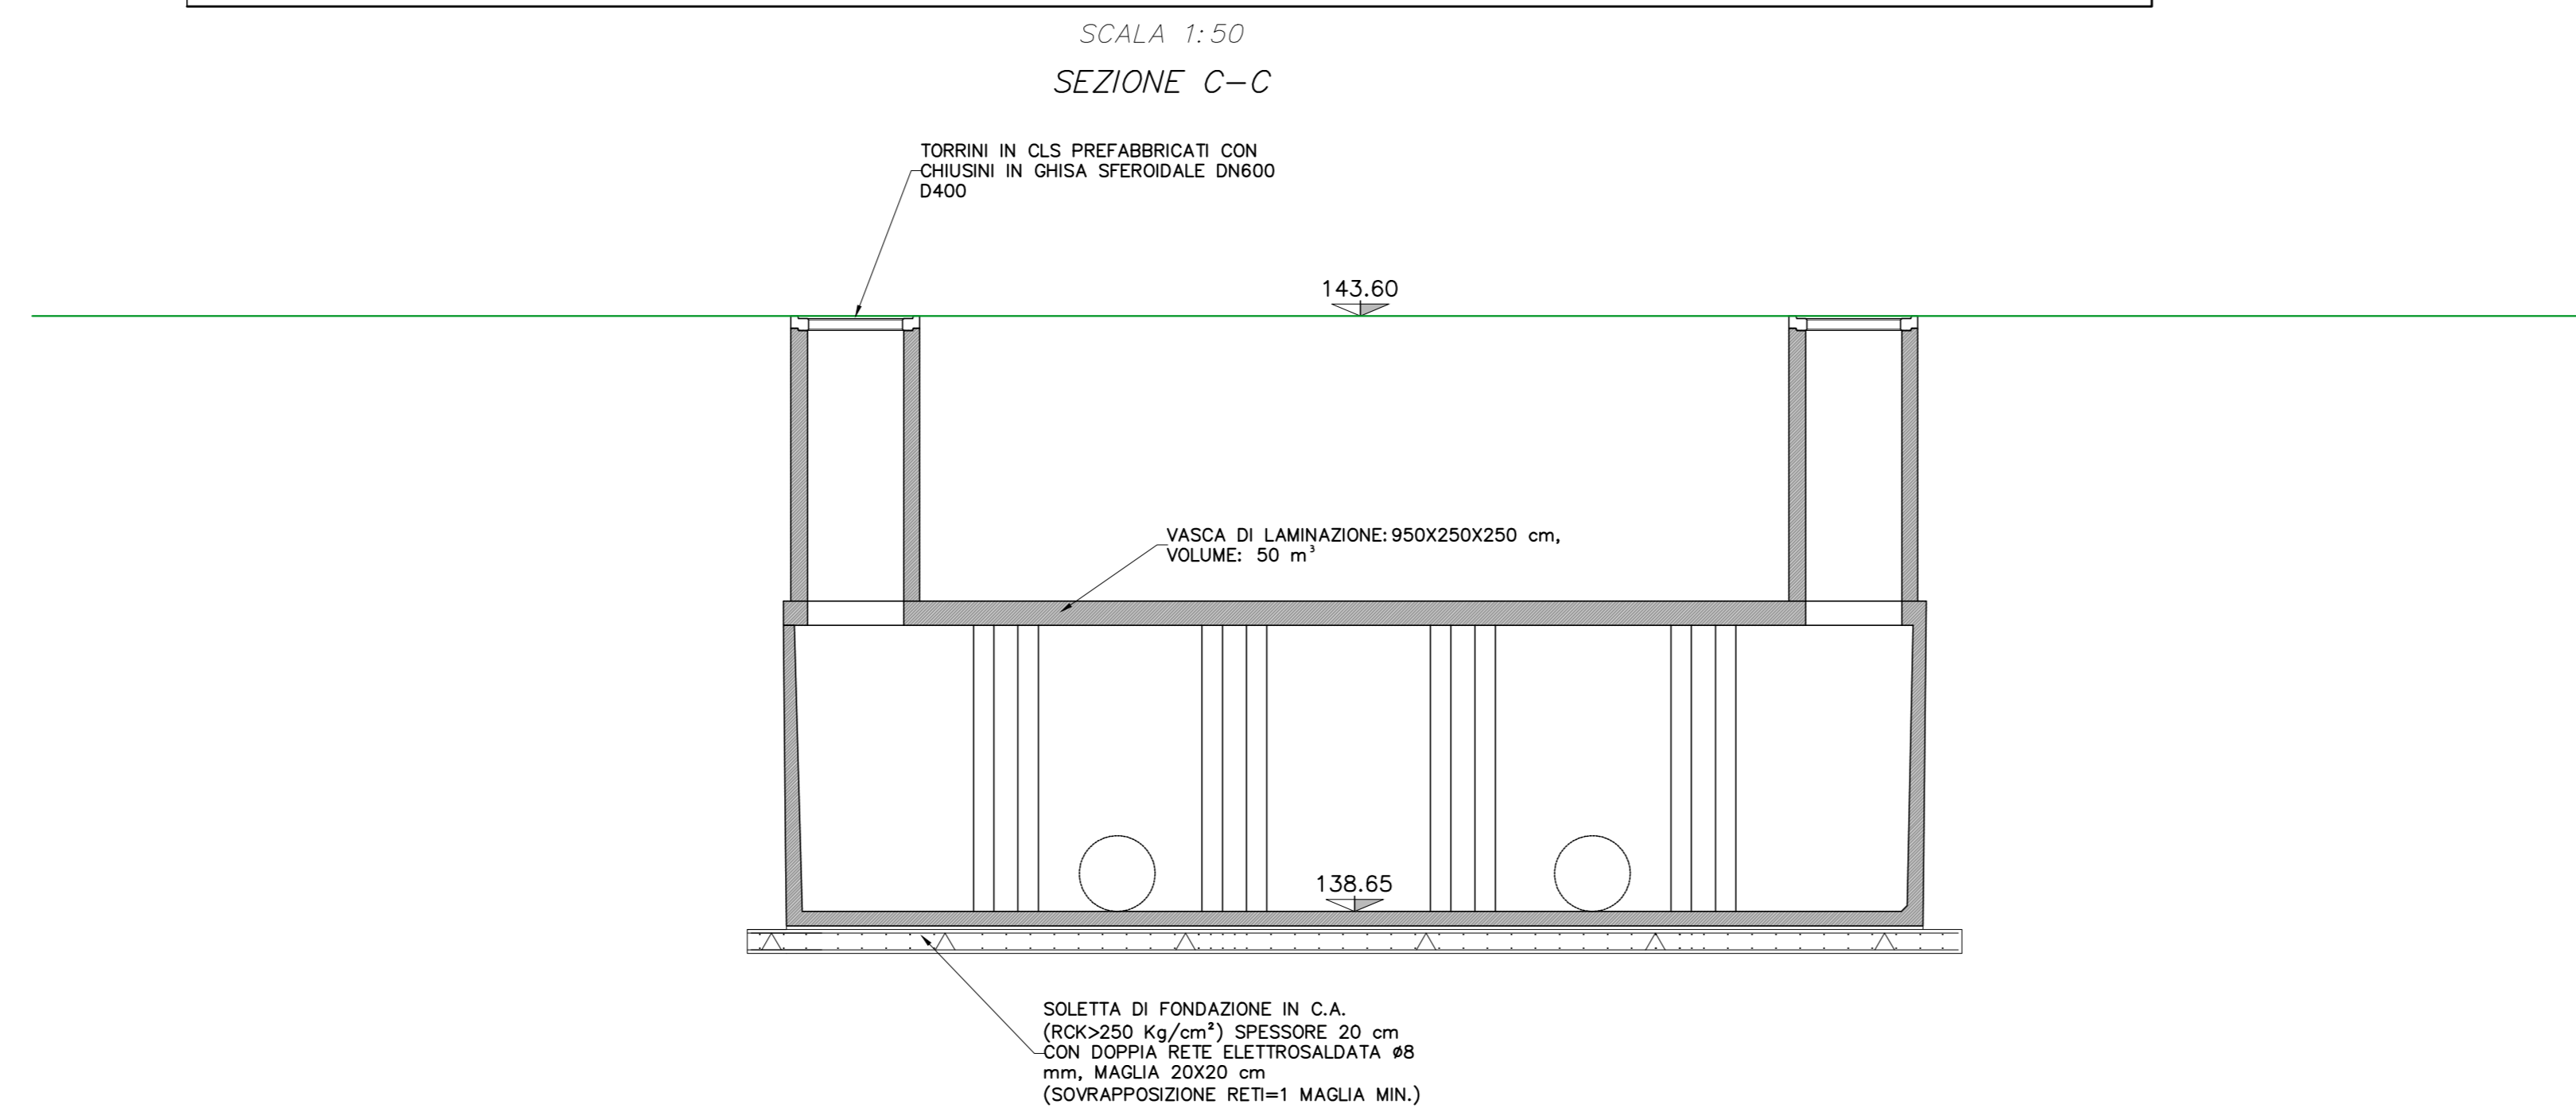 SCALA 1:50
SEZIONE C-C
TORRINI IN CLS PREFABBRICATI CON
CHIUSINI IN GHISA SFEROIDALE DN600
D400
143.60
VASCA DI LAMINAZIONE: 950X250X250 cm,
VOLUME: 50 m³
138.65
SOLETTA DI FONDAZIONE IN C.A.
(RCK>250 Kg/cm²) SPESSORE 20 cm
CON DOPPIA RETE ELETTROSALDATA ø8
mm, MAGLIA 20X20 cm
(SOVRAPPOSIZIONE RETI=1 MAGLIA MIN.)